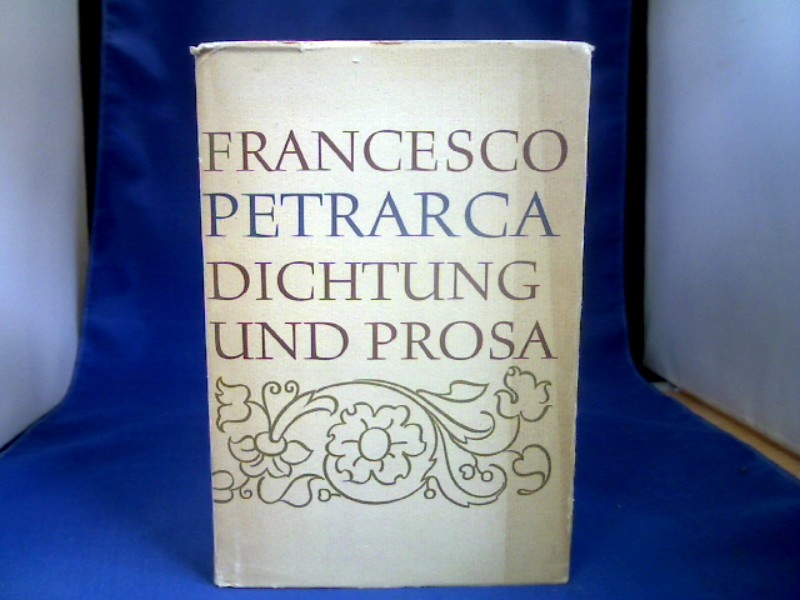 FRANCESCO
PETRARCA
DICHTUNG
UND PROSA